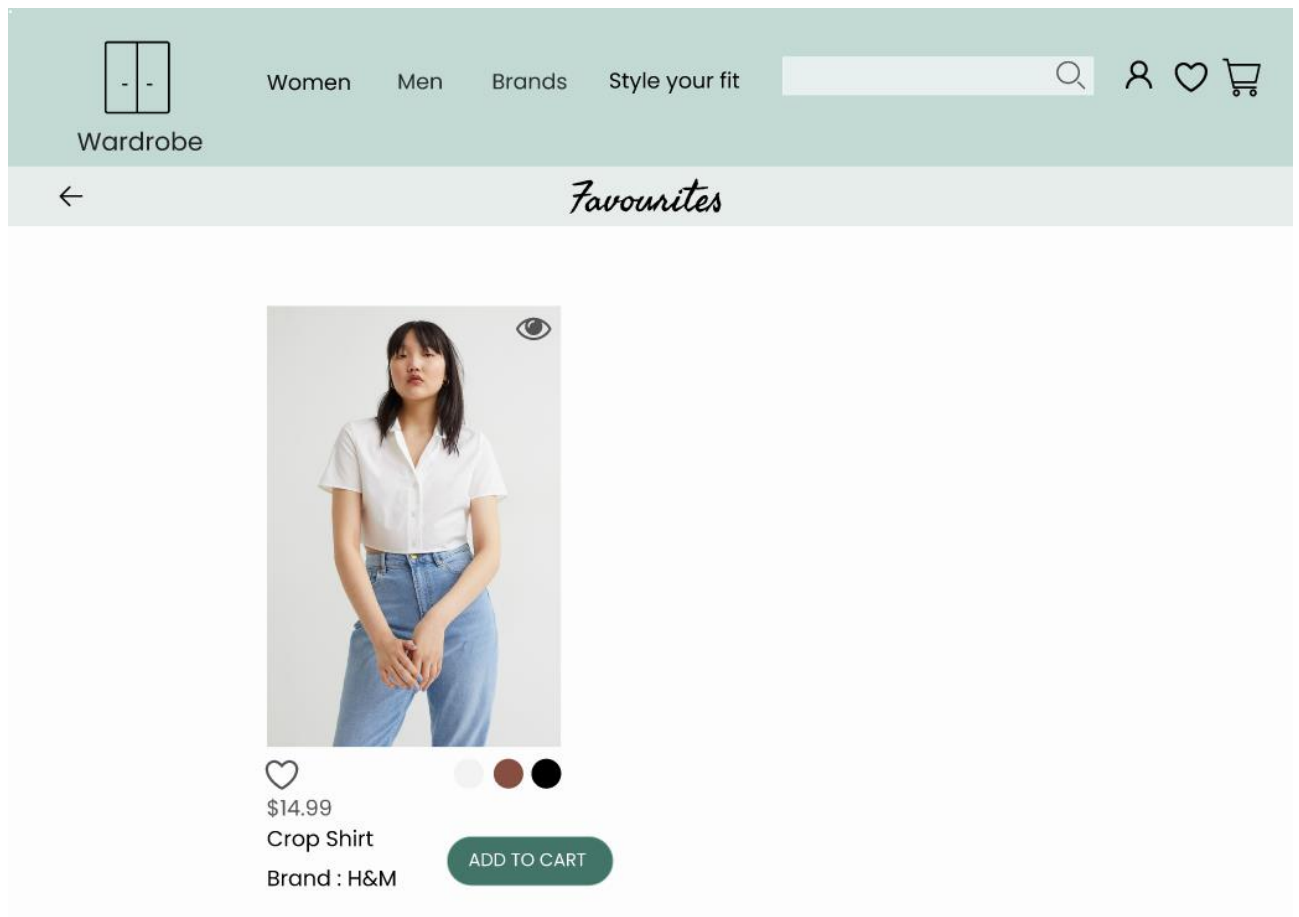 Women Men Brands Style your fit
Wardrobe
Favourites
$14.99
Crop Shirt
ADD TO CART
Brand : H&M